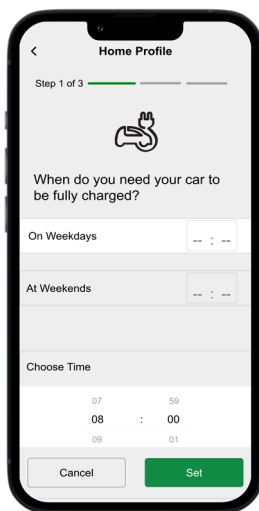 Home Profile
Step 1 of 3
When do you need your car to
be fully charged?
On Weekdays -- : --
At Weekends -- : --
Choose Time
07 59
08 : 00
09 01
Cancel Set